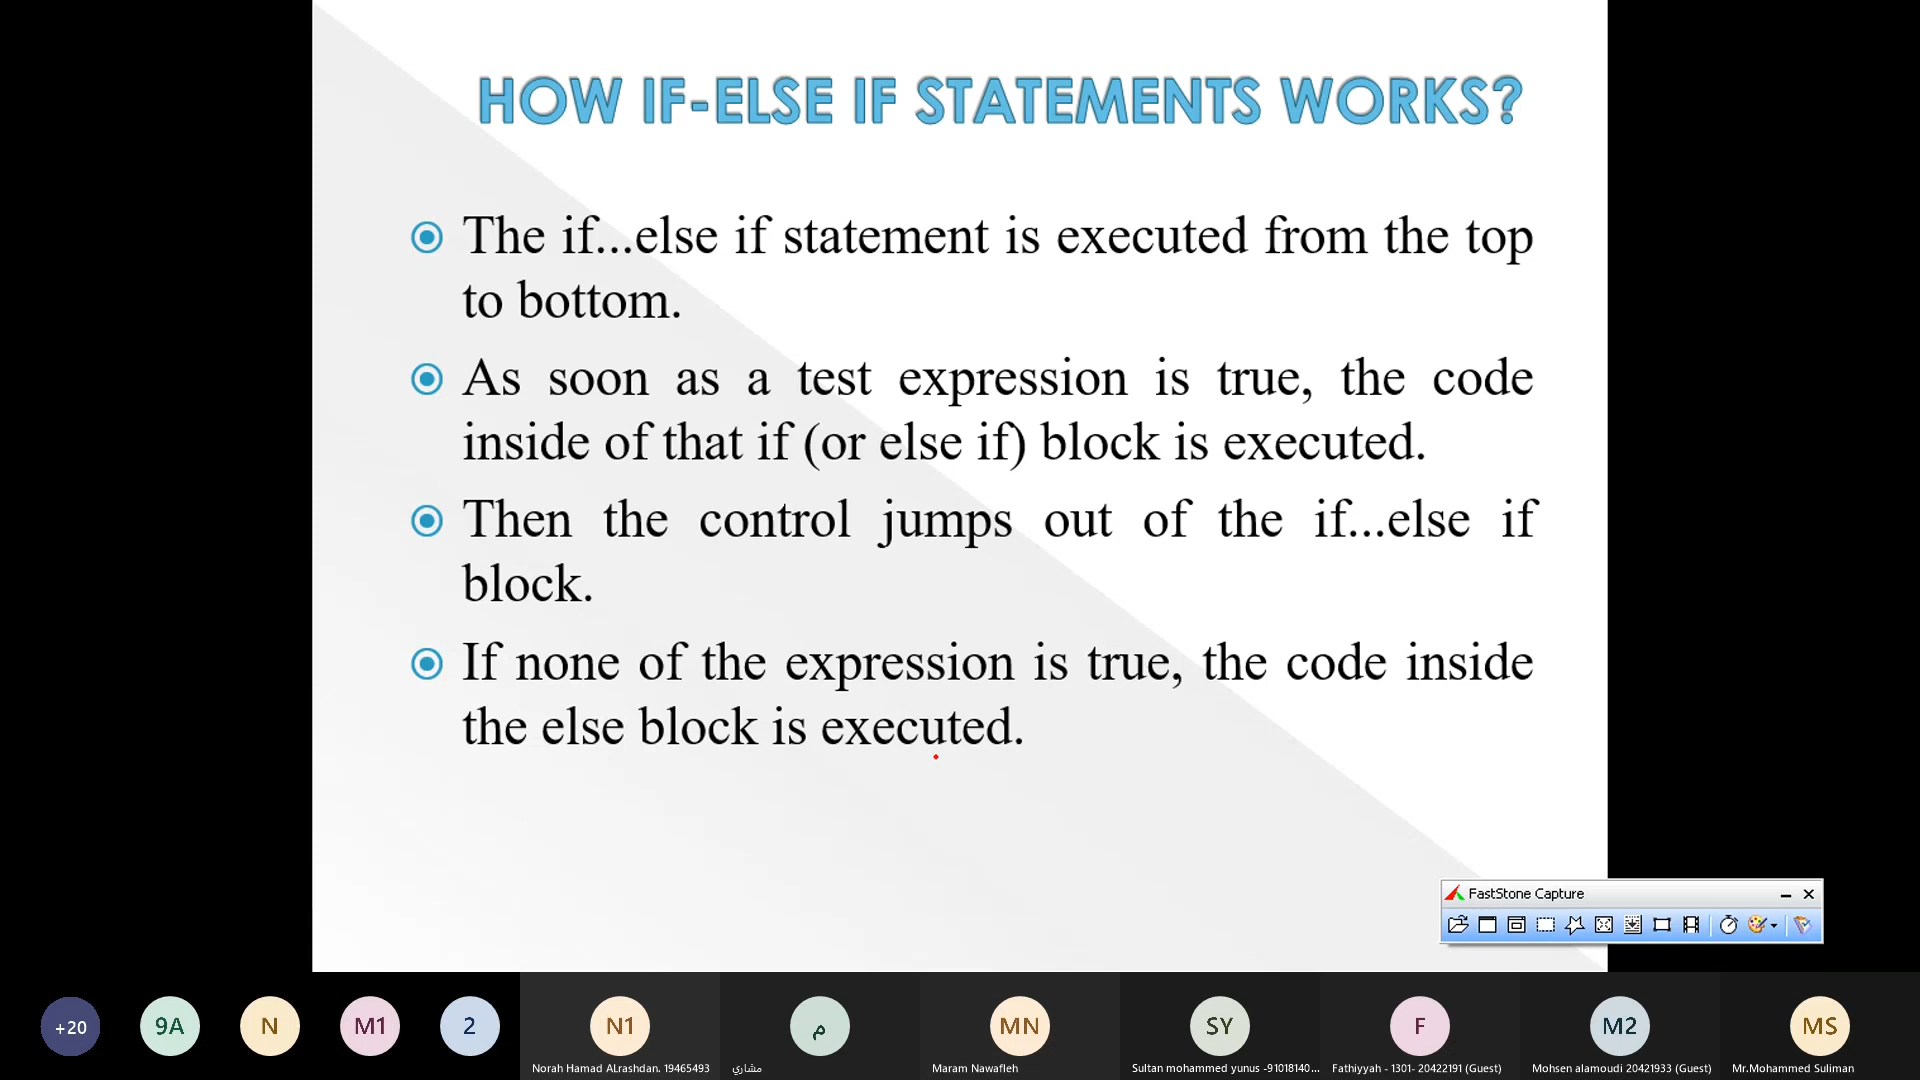 HOW IF-ELSE IF STATEMENTS WORKS?
The if...else if statement is executed from the top
to bottom.
As soon as a test expression is true, the code
inside of that if (or else if) block is executed.
Then the control jumps out of the if...else if
block.
If none of the expression is true, the code inside
the else block is executed.
FastStone Capture
+20
9A
N
M1
2
N1
م
MN
SY
F
M2
MS
Norah Hamad ALrashdan. 19465493
مشاري
Maram Nawafleh
Sultan mohammed yunus -91018140...
Fathiyyah - 1301- 20422191 (Guest)
Mohsen alamoudi 20421933 (Guest)
Mr.Mohammed Suliman